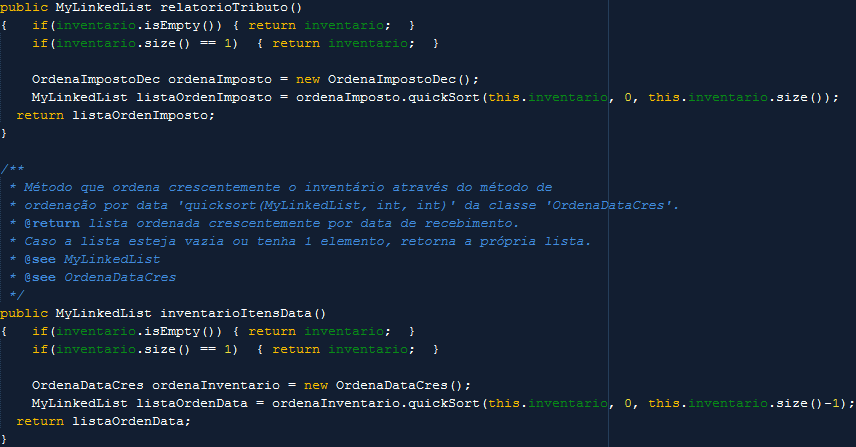 public MyLinkedList relatorioTributo()
{   if(inventario.isEmpty()) { return inventario;  }
    if(inventario.size() == 1)  { return inventario;  }
    OrdenaImpostoDec ordenaImposto = new OrdenaImpostoDec();
    MyLinkedList listaOrdenImposto = ordenaImposto.quickSort(this.inventario, 0, this.inventario.size());
  return listaOrdenImposto;
}
/**
 * Método que ordena crescentemente o inventário através do método de
 * ordenação por data 'quicksort(MyLinkedList, int, int)' da classe 'OrdenaDataCres'.
 * @return lista ordenada crescentemente por data de recebimento.
 * Caso a lista esteja vazia ou tenha 1 elemento, retorna a própria lista.
 * @see MyLinkedList
 * @see OrdenaDataCres
 */
public MyLinkedList inventarioItensData()
{   if(inventario.isEmpty()) { return inventario;  }
    if(inventario.size() == 1)  { return inventario;  }
    OrdenaDataCres ordenaInventario = new OrdenaDataCres();
    MyLinkedList listaOrdenData = ordenaInventario.quickSort(this.inventario, 0, this.inventario.size()-1);
  return listaOrdenData;
}